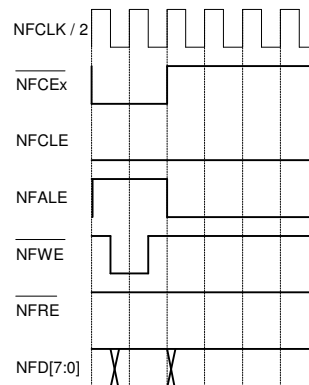 NFCLK / 2
NFCEx
NFCLE
NFALE
NFWE
NFRE
NFD[7:0]